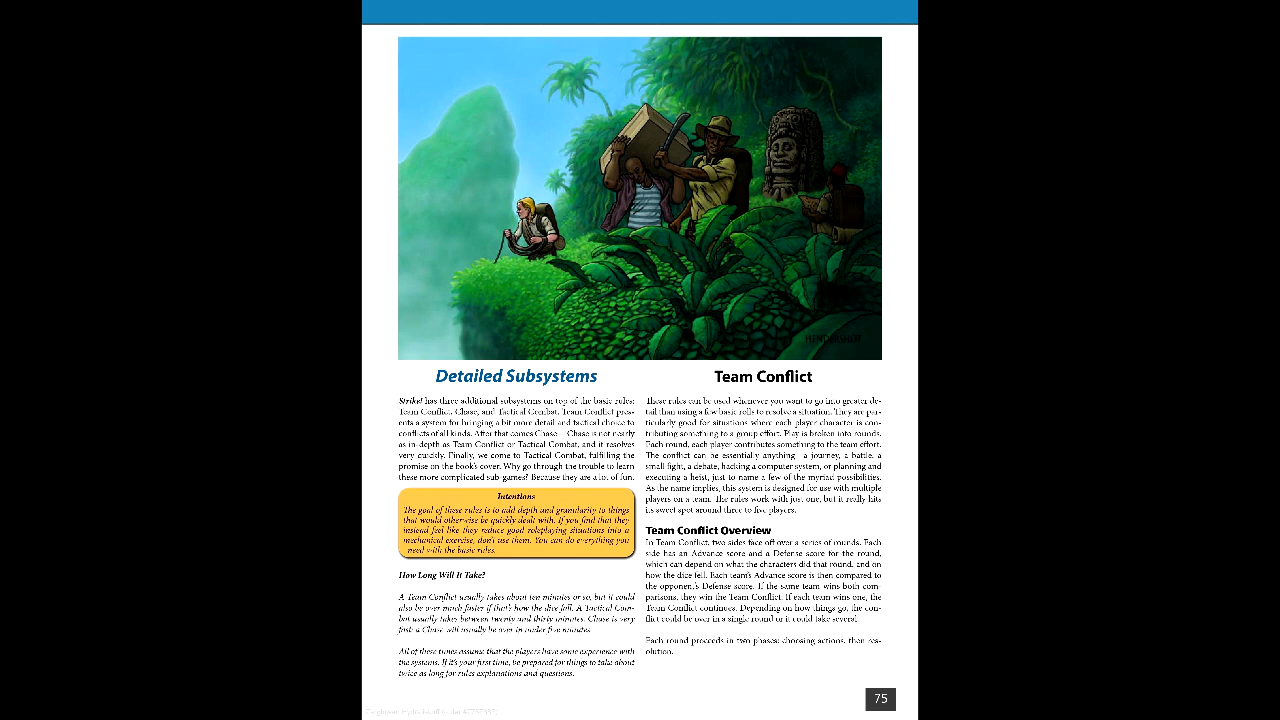 HENDERSHOT
Detailed Subsystems
Strike! has three additional subsystems on top of the basic rules:
Team Conflict, Chase, and Tactical Combat. Team Conflict pres-
ents a system for bringing a bit more detail and tactical choice to
conflicts of all kinds. After that comes Chase – Chase is not nearly
as in-depth as Team Conflict or Tactical Combat, and it resolves
very quickly. Finally, we come to Tactical Combat, fulfilling the
promise on the book's cover. Why go through the trouble to learn
these more complicated sub-games? Because they are a lot of fun.
Intentions
The goal of these rules is to add depth and granularity to things
that would otherwise be quickly dealt with. If you find that they
instead feel like they reduce good roleplaying situations into a
mechanical exercise, don't use them. You can do everything you
need with the basic rules.
How Long Will It Take?
A Team Conflict usually takes about ten minutes or so, but it could
also be over much faster if that's how the dice fall. A Tactical Com-
bat usually takes between twenty and thirty minutes. Chase is very
fast: a Chase will usually be over in under five minutes.
All of these times assume that the players have some experience with
the systems. If it's your first time, be prepared for things to take about
twice as long for rules explanations and questions.
Team Conflict
These rules can be used whenever you want to go into greater de-
tail than using a few basic rolls to resolve a situation. They are par-
ticularly good for situations where each player character is con-
tributing something to a group effort. Play is broken into rounds.
Each round, each player contributes something to the team effort.
The conflict can be essentially anything – a journey, a battle, a
small fight, a debate, hacking a computer system, or planning and
executing a heist, just to name a few of the myriad possibilities.
As the name implies, this system is designed for use with multiple
players on a team. The rules work with just one, but it really hits
its sweet spot around three to five players.
Team Conflict Overview
In Team Conflict, two sides face off over a series of rounds. Each
side has an Advance score and a Defense score for the round,
which can depend on what the characters did that round, and on
how the dice fell. Each team's Advance score is then compared to
the opponent's Defense score. If the same team wins both com-
parisons, they win the Team Conflict. If each team wins one, the
Team Conflict continues. Depending on how things go, the con-
flict could be over in a single round or it could take several.
Each round proceeds in two phases: choosing actions, then res-
olution.
75